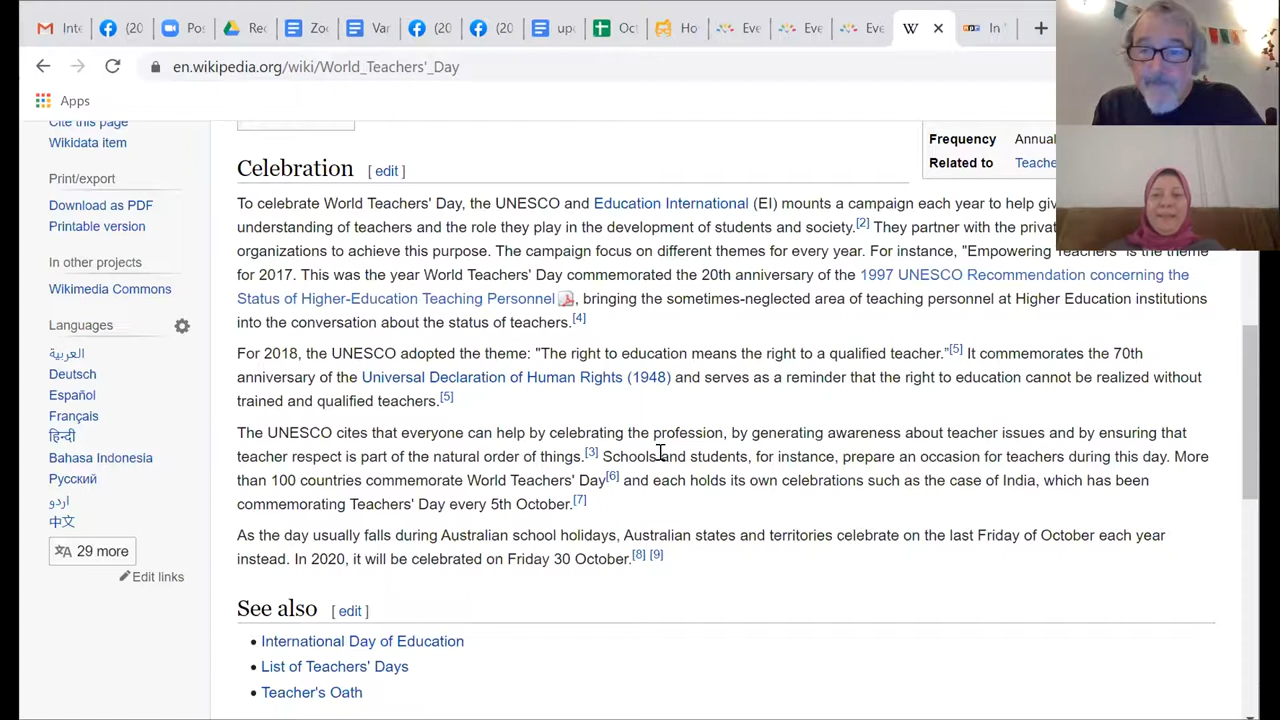 Inte
(20
Pos
Rec
Zoo
Var
(20
(20
upd
Oct
Ho
Eve
Eve
Eve
W
In '
en.wikipedia.org/wiki/World_Teachers'_Day
Apps
Cite this page
Wikidata item
Print/export
Download as PDF
Printable version
In other projects
Wikimedia Commons
Languages
العربية
Deutsch
Español
Français
हिन्दी
Bahasa Indonesia
Русский
اردو
中文
29 more
Edit links
Frequency Annual
Related to Teache
Celebration [ edit ]
To celebrate World Teachers' Day, the UNESCO and Education International (EI) mounts a campaign each year to help giv
understanding of teachers and the role they play in the development of students and society.[2] They partner with the privat
organizations to achieve this purpose. The campaign focus on different themes for every year. For instance, "Empowering Teachers" is the theme
for 2017. This was the year World Teachers' Day commemorated the 20th anniversary of the 1997 UNESCO Recommendation concerning the
Status of Higher-Education Teaching Personnel, bringing the sometimes-neglected area of teaching personnel at Higher Education institutions
into the conversation about the status of teachers.[4]
For 2018, the UNESCO adopted the theme: "The right to education means the right to a qualified teacher.”[5] It commemorates the 70th
anniversary of the Universal Declaration of Human Rights (1948) and serves as a reminder that the right to education cannot be realized without
trained and qualified teachers.[5]
The UNESCO cites that everyone can help by celebrating the profession, by generating awareness about teacher issues and by ensuring that
teacher respect is part of the natural order of things.[3] Schools and students, for instance, prepare an occasion for teachers during this day. More
than 100 countries commemorate World Teachers' Day[6] and each holds its own celebrations such as the case of India, which has been
commemorating Teachers' Day every 5th October.[7]
As the day usually falls during Australian school holidays, Australian states and territories celebrate on the last Friday of October each year
instead. In 2020, it will be celebrated on Friday 30 October.[8] [9]
See also [ edit ]
• International Day of Education
• List of Teachers' Days
• Teacher's Oath